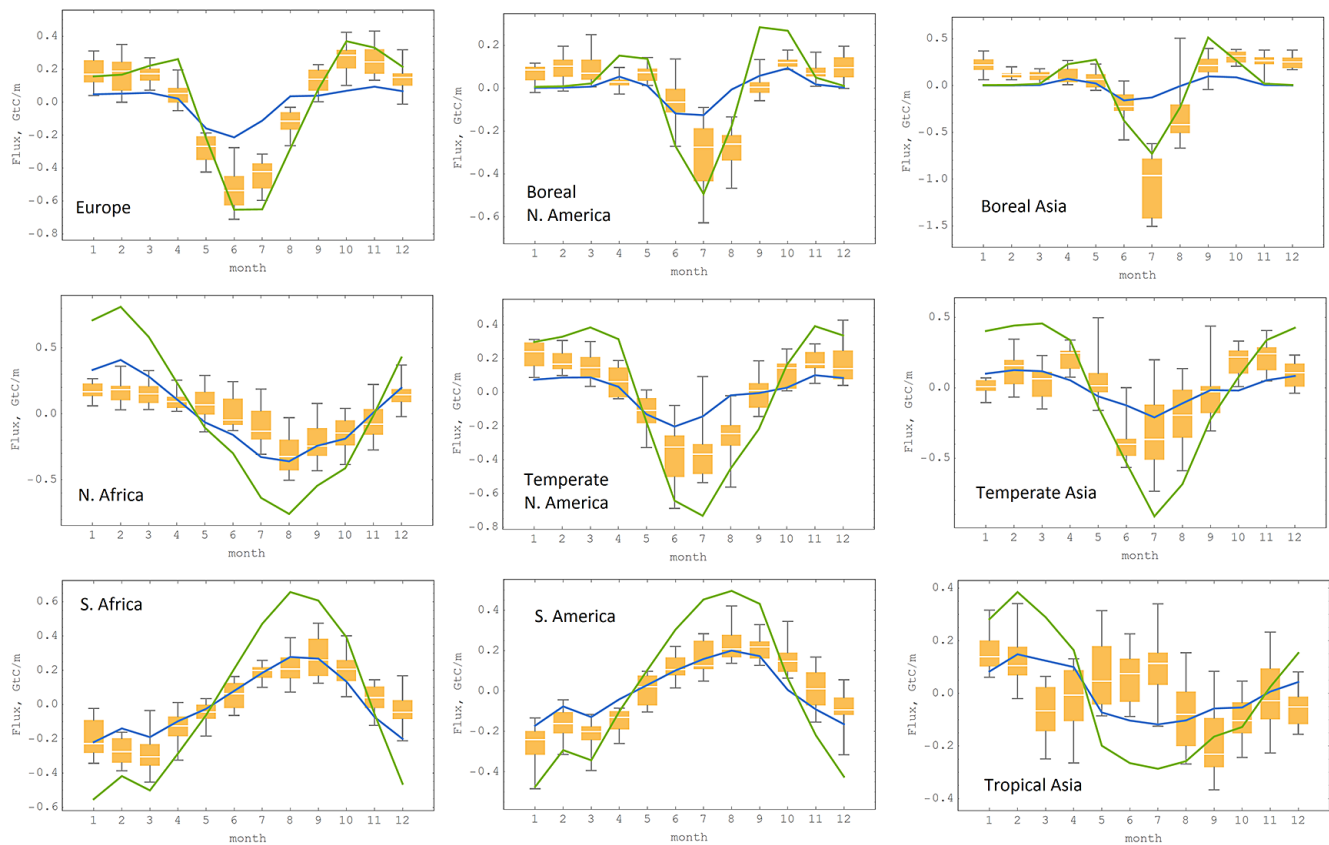 Flux, GtC/m
0.4
0.2
0.0
-0.2
-0.4
-0.6
-0.8
Europe
1 2 3 4 5 6 7 8 9 10 11 12
month
0.2
0.0
-0.2
-0.4
-0.6
Flux, GtC/m
Boreal
N. America
1 2 3 4 5 6 7 8 9 10 11 12
month
Flux, GtC/m
0.5
0.0
-0.5
-1.0
-1.5
Boreal Asia
1 2 3 4 5 6 7 8 9 10 11 12
month
Flux, GtC/m
0.5
0.0
-0.5
N. Africa
1 2 3 4 5 6 7 8 9 10 11 12
month
Flux, GtC/m
0.4
0.2
0.0
-0.2
-0.4
-0.6
-0.8
Temperate
N. America
1 2 3 4 5 6 7 8 9 10 11 12
month
Flux, GtC/m
0.5
0.0
-0.5
Temperate Asia
1 2 3 4 5 6 7 8 9 10 11 12
month
Flux, GtC/m
S. Africa
0.6
0.4
0.2
0.0
-0.2
-0.4
-0.6
1 2 3 4 5 6 7 8 9 10 11 12
month
Flux, GtC/m
S. America
0.4
0.2
0.0
-0.2
-0.4
1 2 3 4 5 6 7 8 9 10 11 12
month
Flux, GtC/m
0.4
0.2
0.0
-0.2
-0.4
Tropical Asia
1 2 3 4 5 6 7 8 9 10 11 12
month